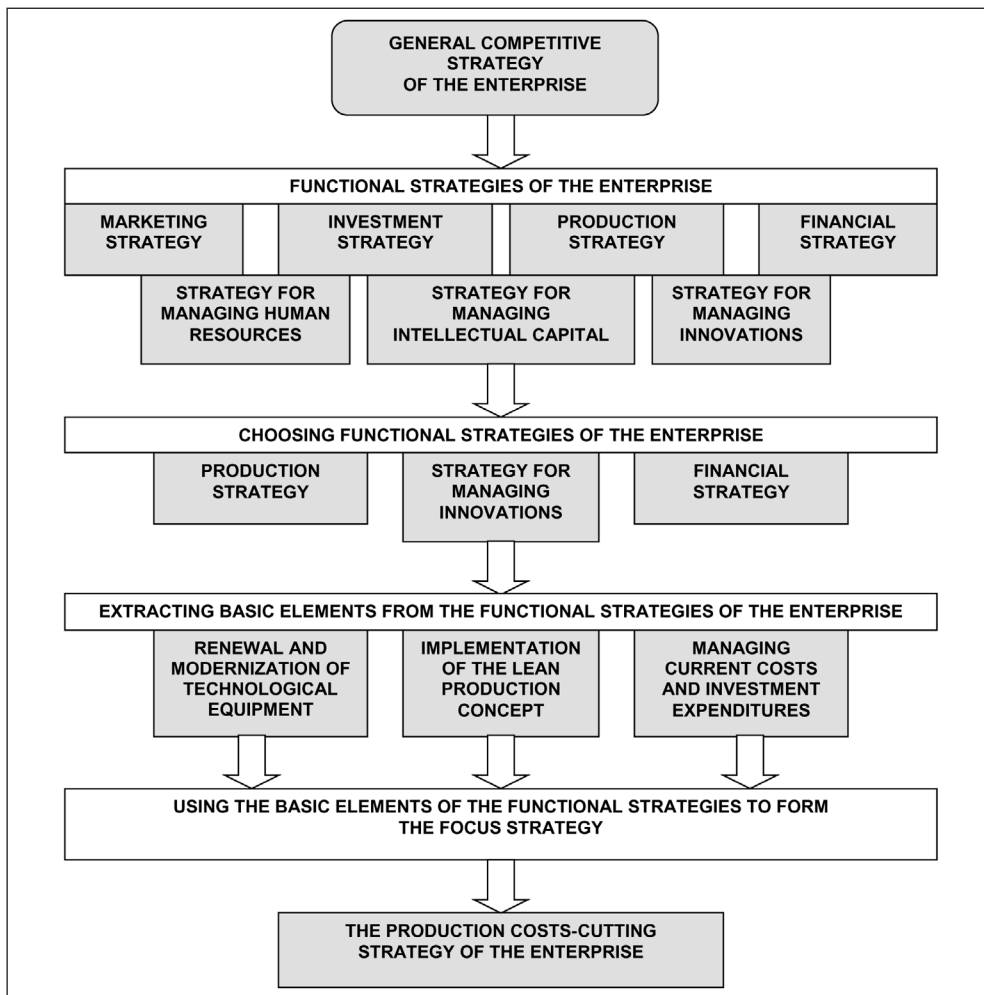 GENERAL COMPETITIVE
STRATEGY
OF THE ENTERPRISE
FUNCTIONAL STRATEGIES OF THE ENTERPRISE
MARKETING
STRATEGY
INVESTMENT
STRATEGY
PRODUCTION
STRATEGY
FINANCIAL
STRATEGY
STRATEGY FOR
MANAGING HUMAN
RESOURCES
STRATEGY FOR
MANAGING
INTELLECTUAL CAPITAL
STRATEGY FOR
MANAGING
INNOVATIONS
CHOOSING FUNCTIONAL STRATEGIES OF THE ENTERPRISE
PRODUCTION
STRATEGY
STRATEGY FOR
MANAGING
INNOVATIONS
FINANCIAL
STRATEGY
EXTRACTING BASIC ELEMENTS FROM THE FUNCTIONAL STRATEGIES OF THE ENTERPRISE
RENEWAL AND
MODERNIZATION OF
TECHNOLOGICAL
EQUIPMENT
IMPLEMENTATION
OF THE LEAN
PRODUCTION
CONCEPT
MANAGING
CURRENT COSTS
AND INVESTMENT
EXPENDITURES
USING THE BASIC ELEMENTS OF THE FUNCTIONAL STRATEGIES TO FORM
THE FOCUS STRATEGY
THE PRODUCTION COSTS-CUTTING
STRATEGY OF THE ENTERPRISE